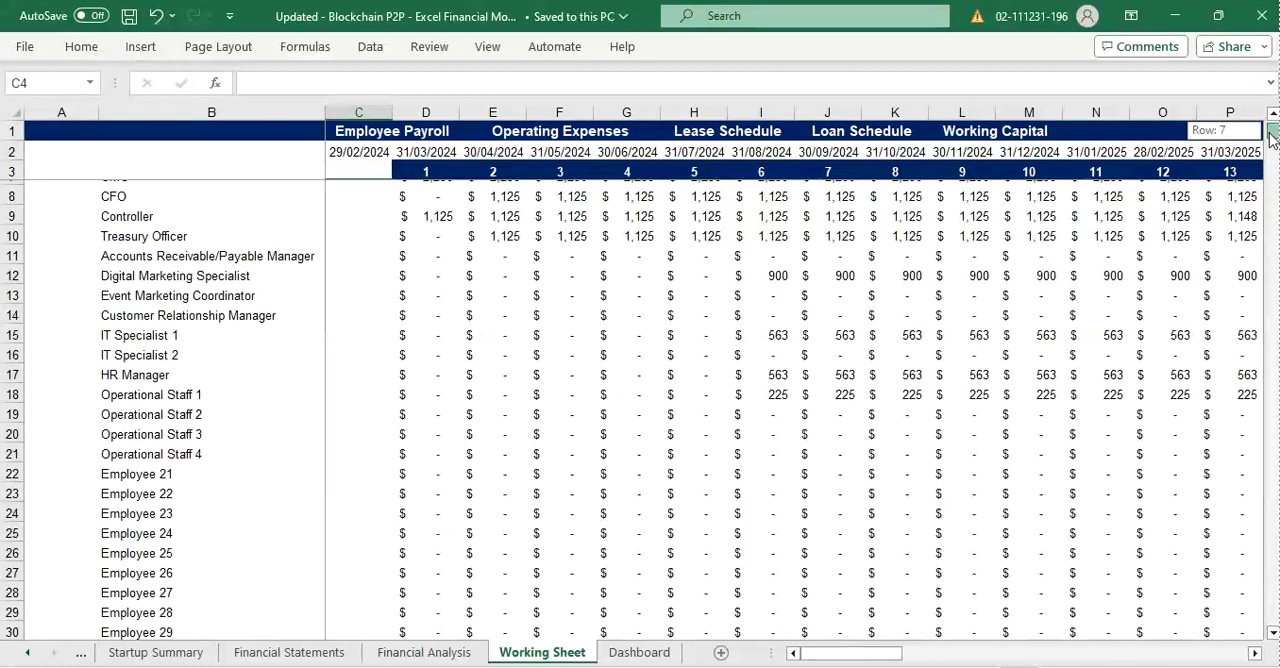 AutoSave Off Updated - Blockchain P2P - Excel Financial Mo... • Saved to this PC Search 02-111231-196
File Home Insert Page Layout Formulas Data Review View Automate Help Comments Share
C4 fx
A B C D E F G H I J K L M N O P
1 Employee Payroll Operating Expenses Lease Schedule Loan Schedule Working Capital Row: 7
2 29/02/2024 31/03/2024 30/04/2024 31/05/2024 30/06/2024 31/07/2024 31/08/2024 30/09/2024 31/10/2024 30/11/2024 31/12/2024 31/01/2025 28/02/2025 31/03/2025
3 1 2 3 4 5 6 7 8 9 10 11 12 13
8 CFO $ - $ 1,125 $ 1,125 $ 1,125 $ 1,125 $ 1,125 $ 1,125 $ 1,125 $ 1,125 $ 1,125 $ 1,125 $ 1,125 $ 1,125
9 Controller $ 1,125 $ 1,125 $ 1,125 $ 1,125 $ 1,125 $ 1,125 $ 1,125 $ 1,125 $ 1,125 $ 1,125 $ 1,125 $ 1,125 $ 1,148
10 Treasury Officer $ - $ 1,125 $ 1,125 $ 1,125 $ 1,125 $ 1,125 $ 1,125 $ 1,125 $ 1,125 $ 1,125 $ 1,125 $ 1,125 $ 1,125
11 Accounts Receivable/Payable Manager $ - $ - $ - $ - $ - $ - $ - $ - $ - $ - $ - $ - $ -
12 Digital Marketing Specialist $ - $ - $ - $ - $ - $ 900 $ 900 $ 900 $ 900 $ 900 $ 900 $ 900 $ 900
13 Event Marketing Coordinator $ - $ - $ - $ - $ - $ - $ - $ - $ - $ - $ - $ - $ -
14 Customer Relationship Manager $ - $ - $ - $ - $ - $ - $ - $ - $ - $ - $ - $ - $ -
15 IT Specialist 1 $ - $ - $ - $ - $ - $ 563 $ 563 $ 563 $ 563 $ 563 $ 563 $ 563 $ 563
16 IT Specialist 2 $ - $ - $ - $ - $ - $ - $ - $ - $ - $ - $ - $ - $ -
17 HR Manager $ - $ - $ - $ - $ - $ 563 $ 563 $ 563 $ 563 $ 563 $ 563 $ 563 $ 563
18 Operational Staff 1 $ - $ - $ - $ - $ - $ 225 $ 225 $ 225 $ 225 $ 225 $ 225 $ 225 $ 225
19 Operational Staff 2 $ - $ - $ - $ - $ - $ - $ - $ - $ - $ - $ - $ - $ -
20 Operational Staff 3 $ - $ - $ - $ - $ - $ - $ - $ - $ - $ - $ - $ - $ -
21 Operational Staff 4 $ - $ - $ - $ - $ - $ - $ - $ - $ - $ - $ - $ - $ -
22 Employee 21 $ - $ - $ - $ - $ - $ - $ - $ - $ - $ - $ - $ - $ -
23 Employee 22 $ - $ - $ - $ - $ - $ - $ - $ - $ - $ - $ - $ - $ -
24 Employee 23 $ - $ - $ - $ - $ - $ - $ - $ - $ - $ - $ - $ - $ -
25 Employee 24 $ - $ - $ - $ - $ - $ - $ - $ - $ - $ - $ - $ - $ -
26 Employee 25 $ - $ - $ - $ - $ - $ - $ - $ - $ - $ - $ - $ - $ -
27 Employee 26 $ - $ - $ - $ - $ - $ - $ - $ - $ - $ - $ - $ - $ -
28 Employee 27 $ - $ - $ - $ - $ - $ - $ - $ - $ - $ - $ - $ - $ -
29 Employee 28 $ - $ - $ - $ - $ - $ - $ - $ - $ - $ - $ - $ - $ -
30 Employee 29 $ - $ - $ - $ - $ - $ - $ - $ - $ - $ - $ - $ - $ -
... Startup Summary Financial Statements Financial Analysis Working Sheet Dashboard